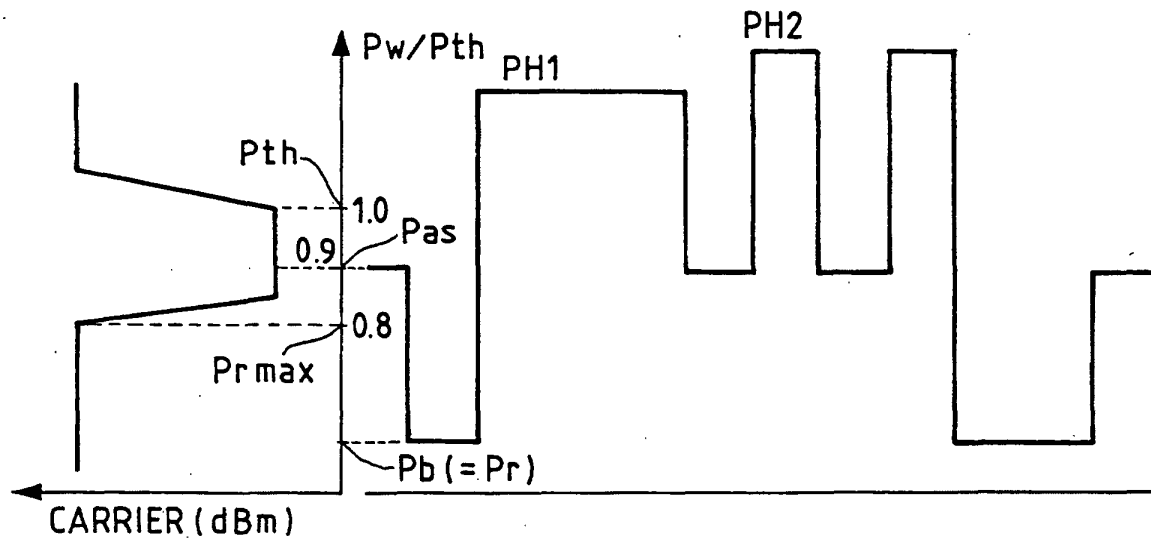 PH2
Pw/Pth
PH1
Pth
1.0
Pas
0.9
0.8
Pr max
Pb (=Pr)
CARRIER (dBm)